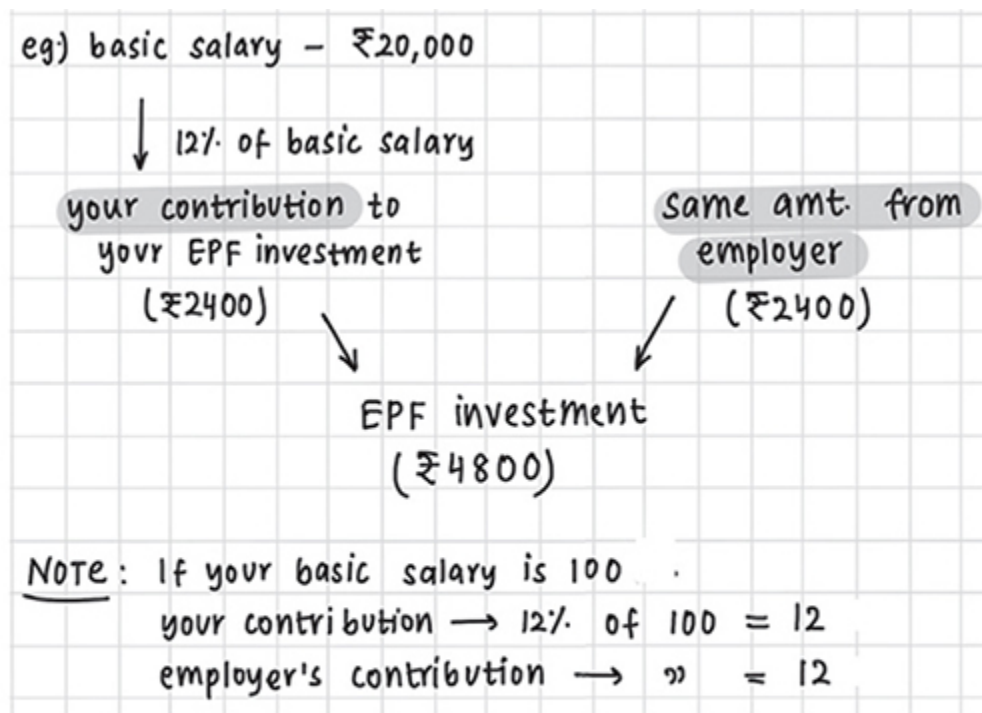 eg) basic salary – ₹20,000
12% of basic salary
your contribution to
your EPF investment
(₹2400)
same amt. from
employer
(₹2400)
EPF investment
(₹4800)
NOTE: If your basic salary is 100.
your contribution → 12% of 100 = 12
employer's contribution → " = 12